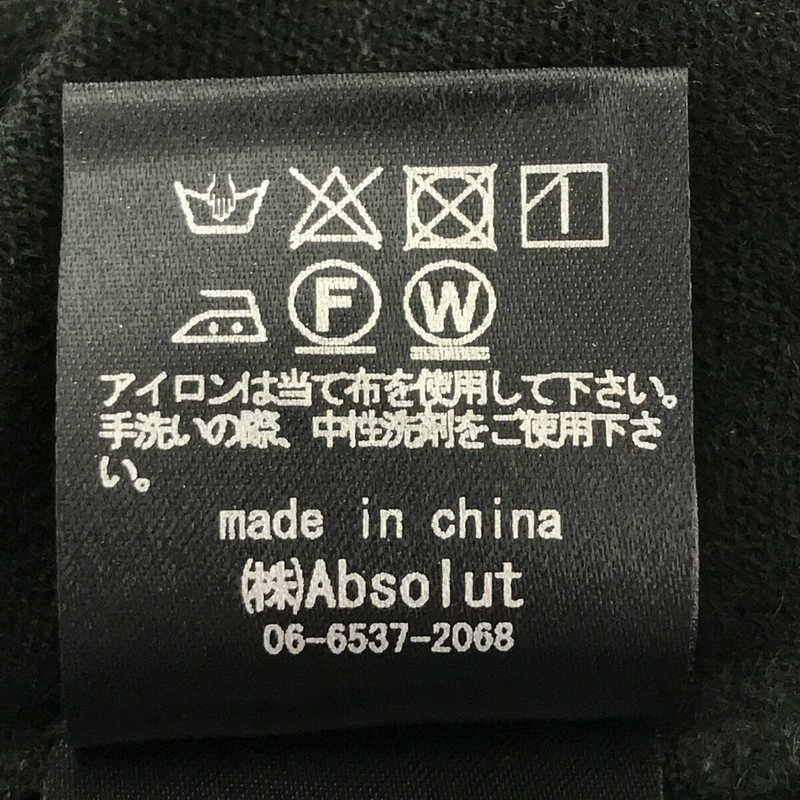 F W
アイロンは当て布を使用して下さい。
手洗いの際、中性洗剤をご使用下さ
い。
made in china
㈱Absolut
06-6537-2068